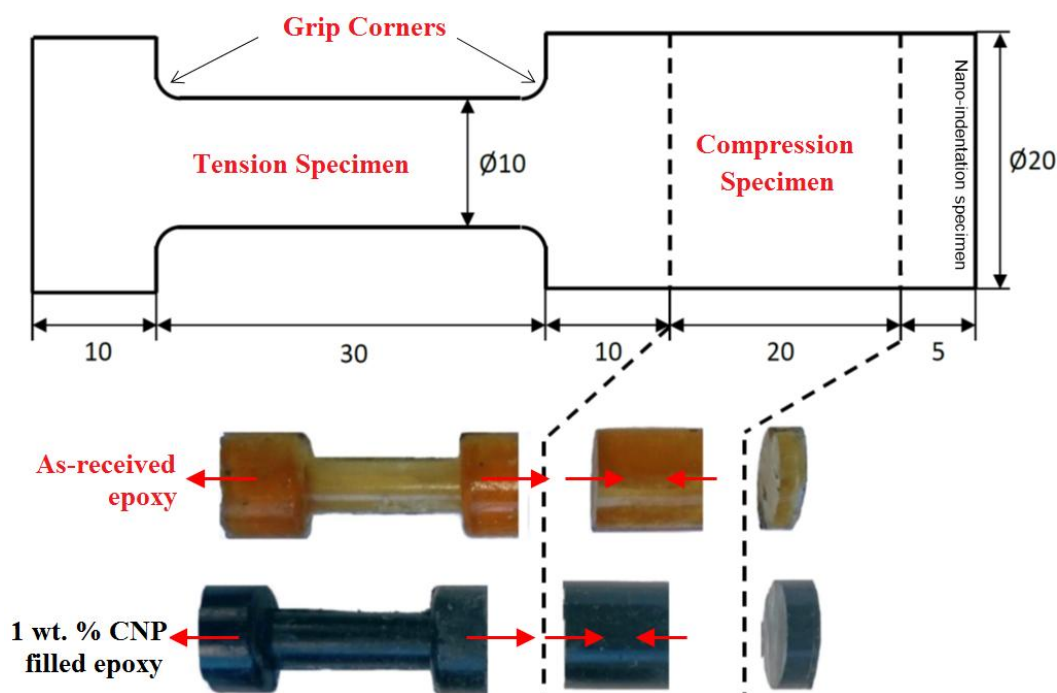 Grip Corners
Tension Specimen
Ø10
Compression
Specimen
Nano-indentation specimen
Ø20
10
30
10
20
5
As-received
epoxy
1 wt. % CNP
filled epoxy